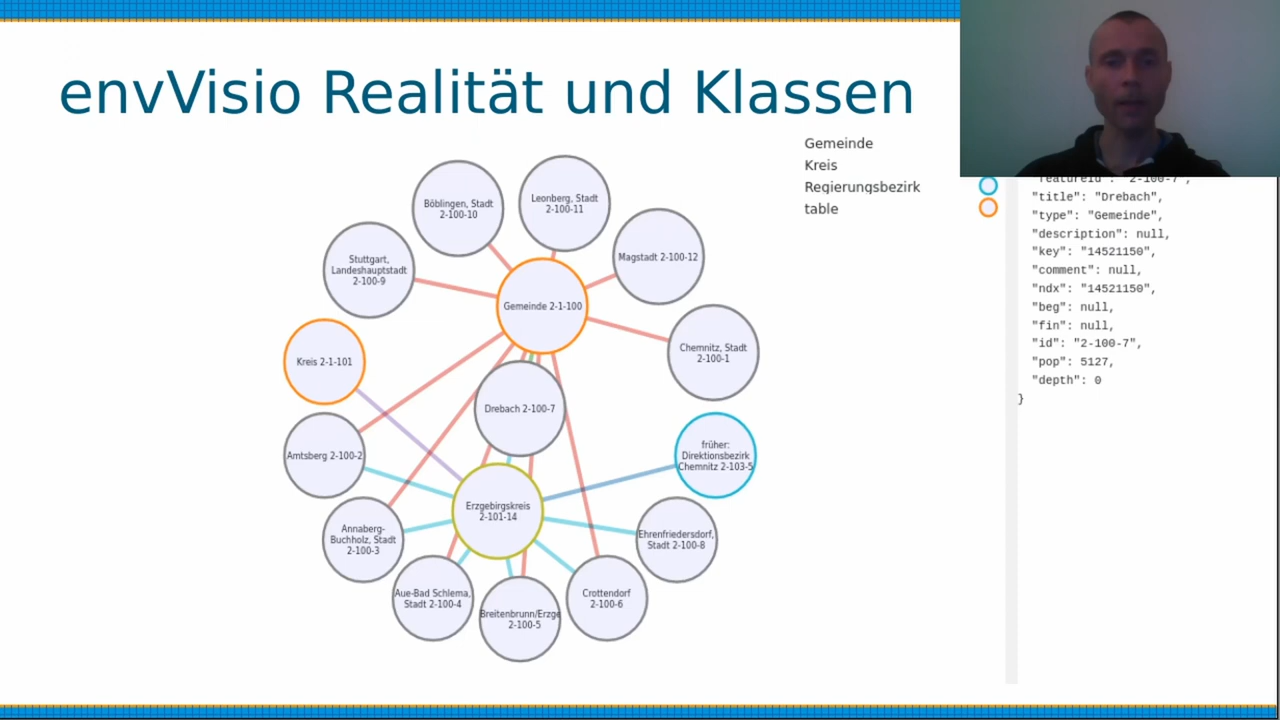 envVisio Realität und Klassen
Gemeinde
Kreis
Regierungsbezirk
table
Böblingen, Stadt
2-100-10
Leonberg, Stadt
2-100-11
Magstadt 2-100-12
Stuttgart,
Landeshauptstadt
2-100-9
Gemeinde 2-1-100
Chemnitz, Stadt
2-100-1
Kreis 2-1-101
Drebach 2-100-7
Amtsberg 2-100-2
früher:
Direktionsbezirk
Chemnitz 2-103-5
Erzgebirgskreis
2-101-14
Annaberg-
Buchholz, Stadt
2-100-3
Ehrenfriedersdorf,
Stadt 2-100-8
Aue-Bad Schlema,
Stadt 2-100-4
Breitenbrunn/Erzge
2-100-5
Crottendorf
2-100-6
"featureId": "2-100-7",
"title": "Drebach",
"type": "Gemeinde",
"description": null,
"key": "14521150",
"comment": null,
"ndx": "14521150",
"beg": null,
"fin": null,
"id": "2-100-7",
"pop": 5127,
"depth": 0
}